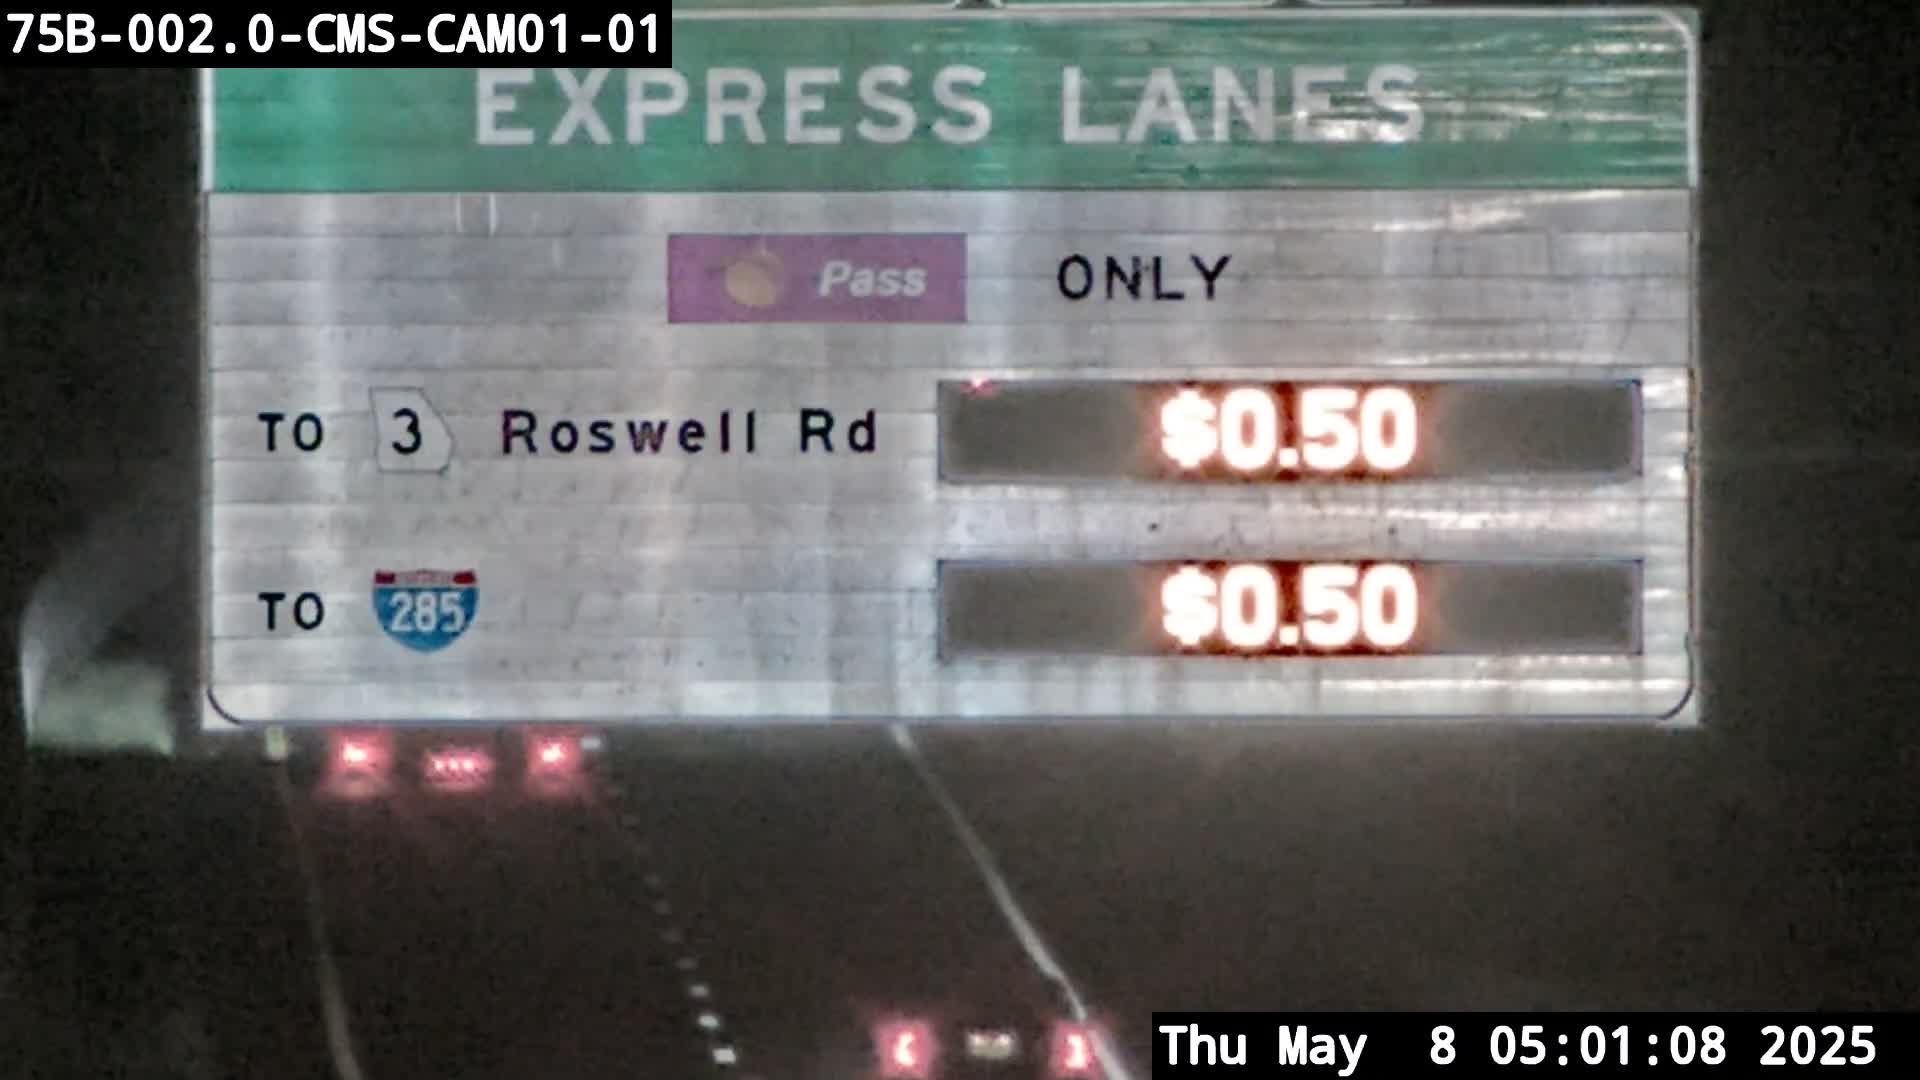 75B-002.0-CMS-CAM01-01
EXPRESS LANES
Pass ONLY
TO 3 Roswell Rd $0.50
TO 285 $0.50
Thu May 8 05:01:08 2025